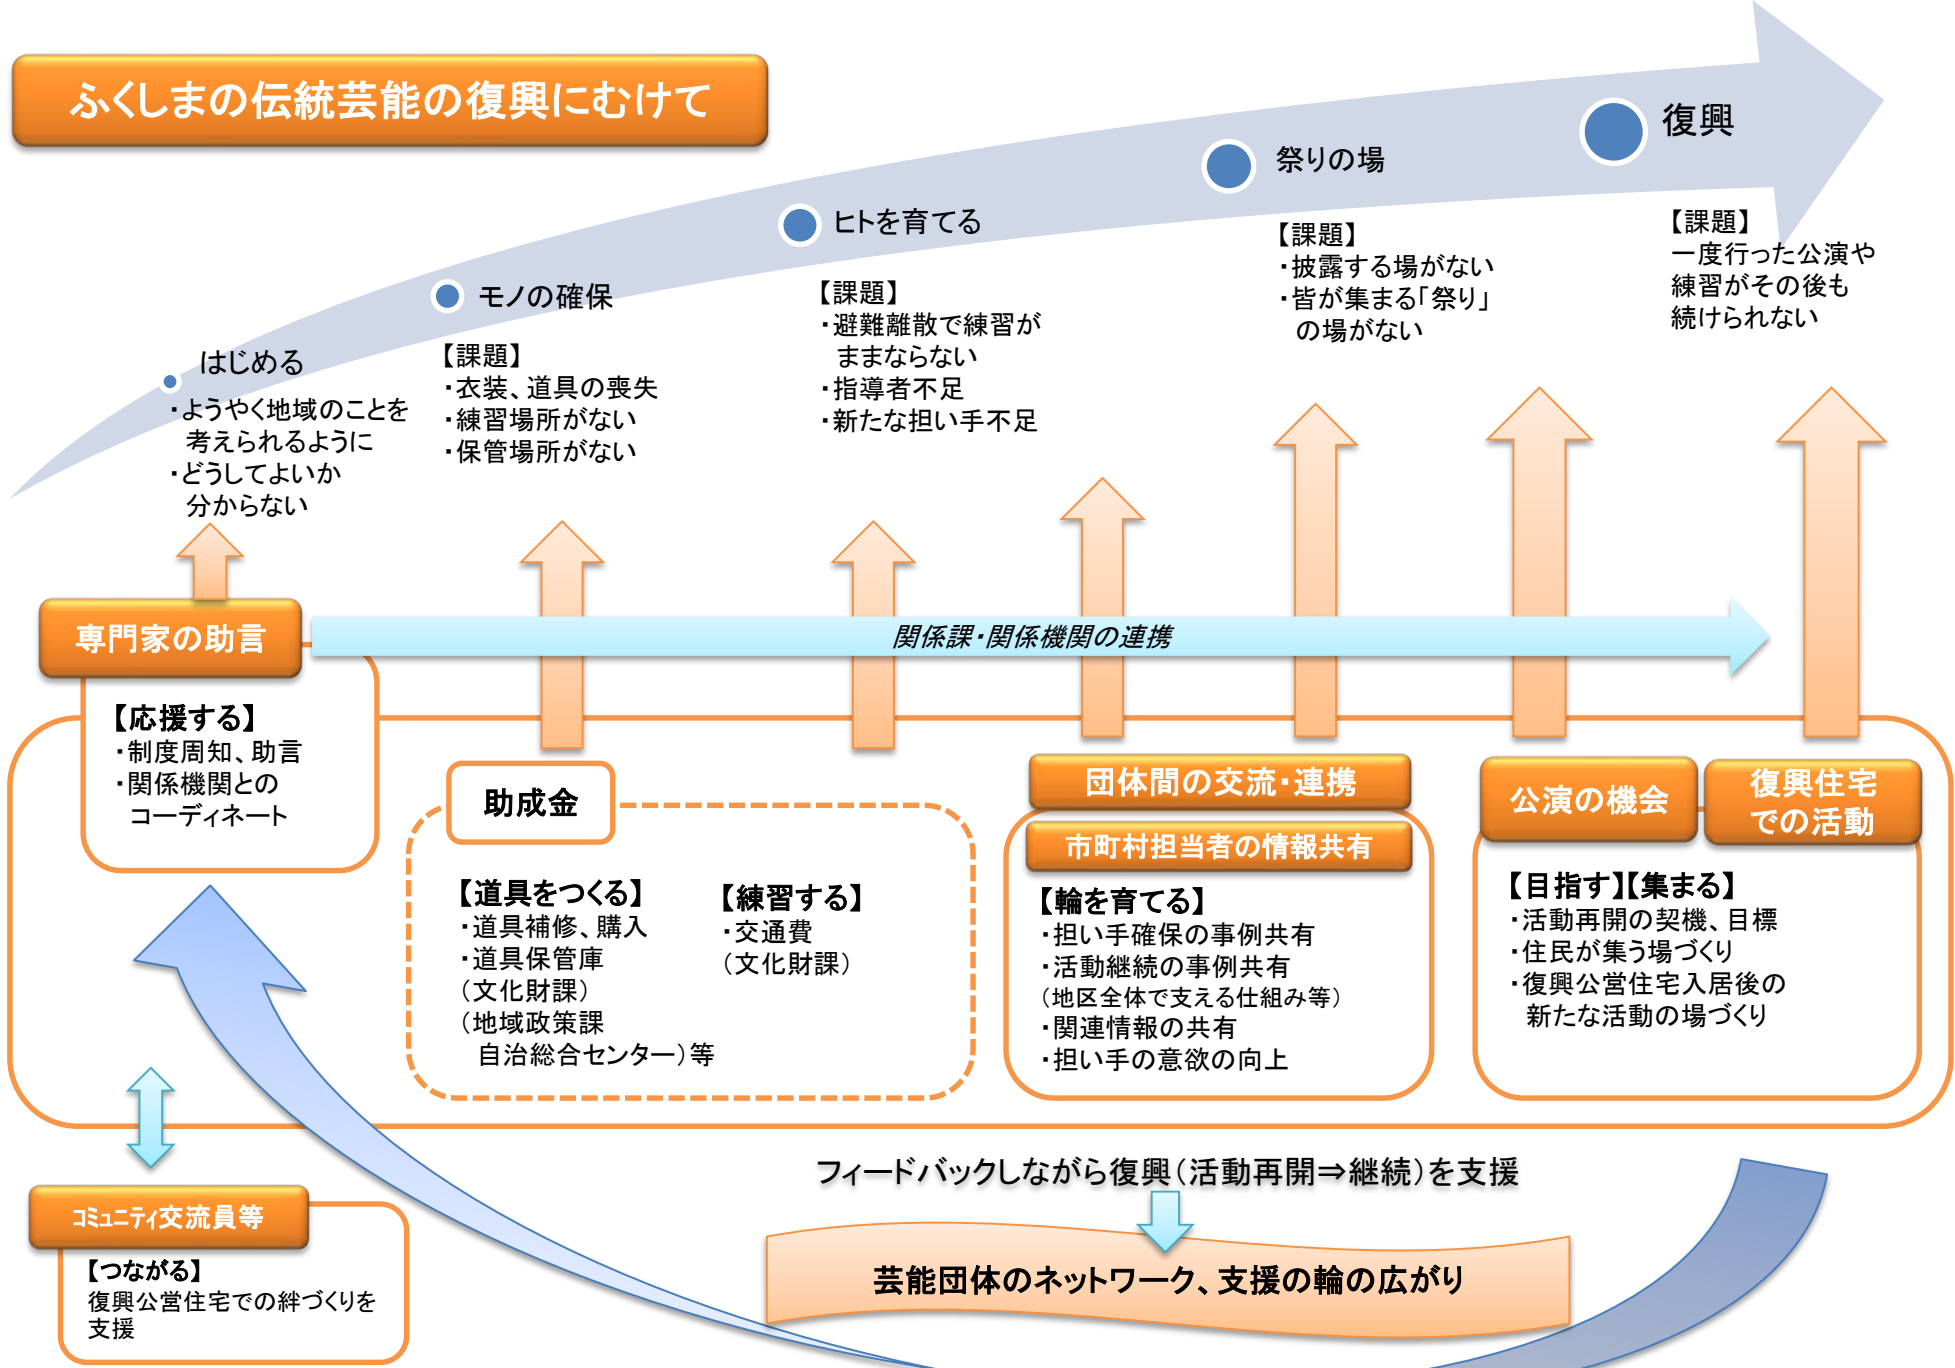 ふくしまの伝統芸能の復興にむけて
復興
祭りの場
ヒトを育てる
モノの確保
はじめる
・ようやく地域のことを
考えられるように
・どうしてよいか
分からない
【課題】
・衣装、道具の喪失
・練習場所がない
・保管場所がない
【課題】
・避難離散で練習が
ままならない
・指導者不足
・新たな担い手不足
【課題】
・披露する場がない
・皆が集まる「祭り」
の場がない
【課題】
一度行った公演や
練習がその後も
続けられない
専門家の助言
関係課・関係機関の連携
【応援する】
・制度周知、助言
・関係機関との
コーディネート
助成金
【道具をつくる】
・道具補修、購入
・道具保管庫
（文化財課）
（地域政策課
自治総合センター）等
【練習する】
・交通費
（文化財課）
団体間の交流・連携
市町村担当者の情報共有
【輪を育てる】
・担い手確保の事例共有
・活動継続の事例共有
（地区全体で支える仕組み等）
・関連情報の共有
・担い手の意欲の向上
公演の機会
復興住宅
での活動
【目指す】【集まる】
・活動再開の契機、目標
・住民が集う場づくり
・復興公営住宅入居後の
新たな活動の場づくり
コミュニティ交流員等
【つながる】
復興公営住宅での絆づくりを
支援
フィードバックしながら復興（活動再開⇒継続）を支援
芸能団体のネットワーク、支援の輪の広がり